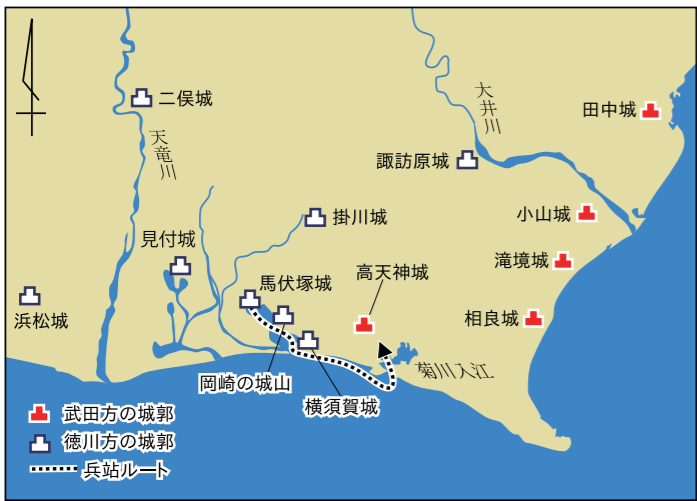 二俣城
天竜川
大井川
田中城
諏訪原城
掛川城
小山城
見付城
滝境城
馬伏塚城
高天神城
浜松城
相良城
岡崎の城山
菊川入江
横須賀城
武田方の城郭
徳川方の城郭
兵站ルート